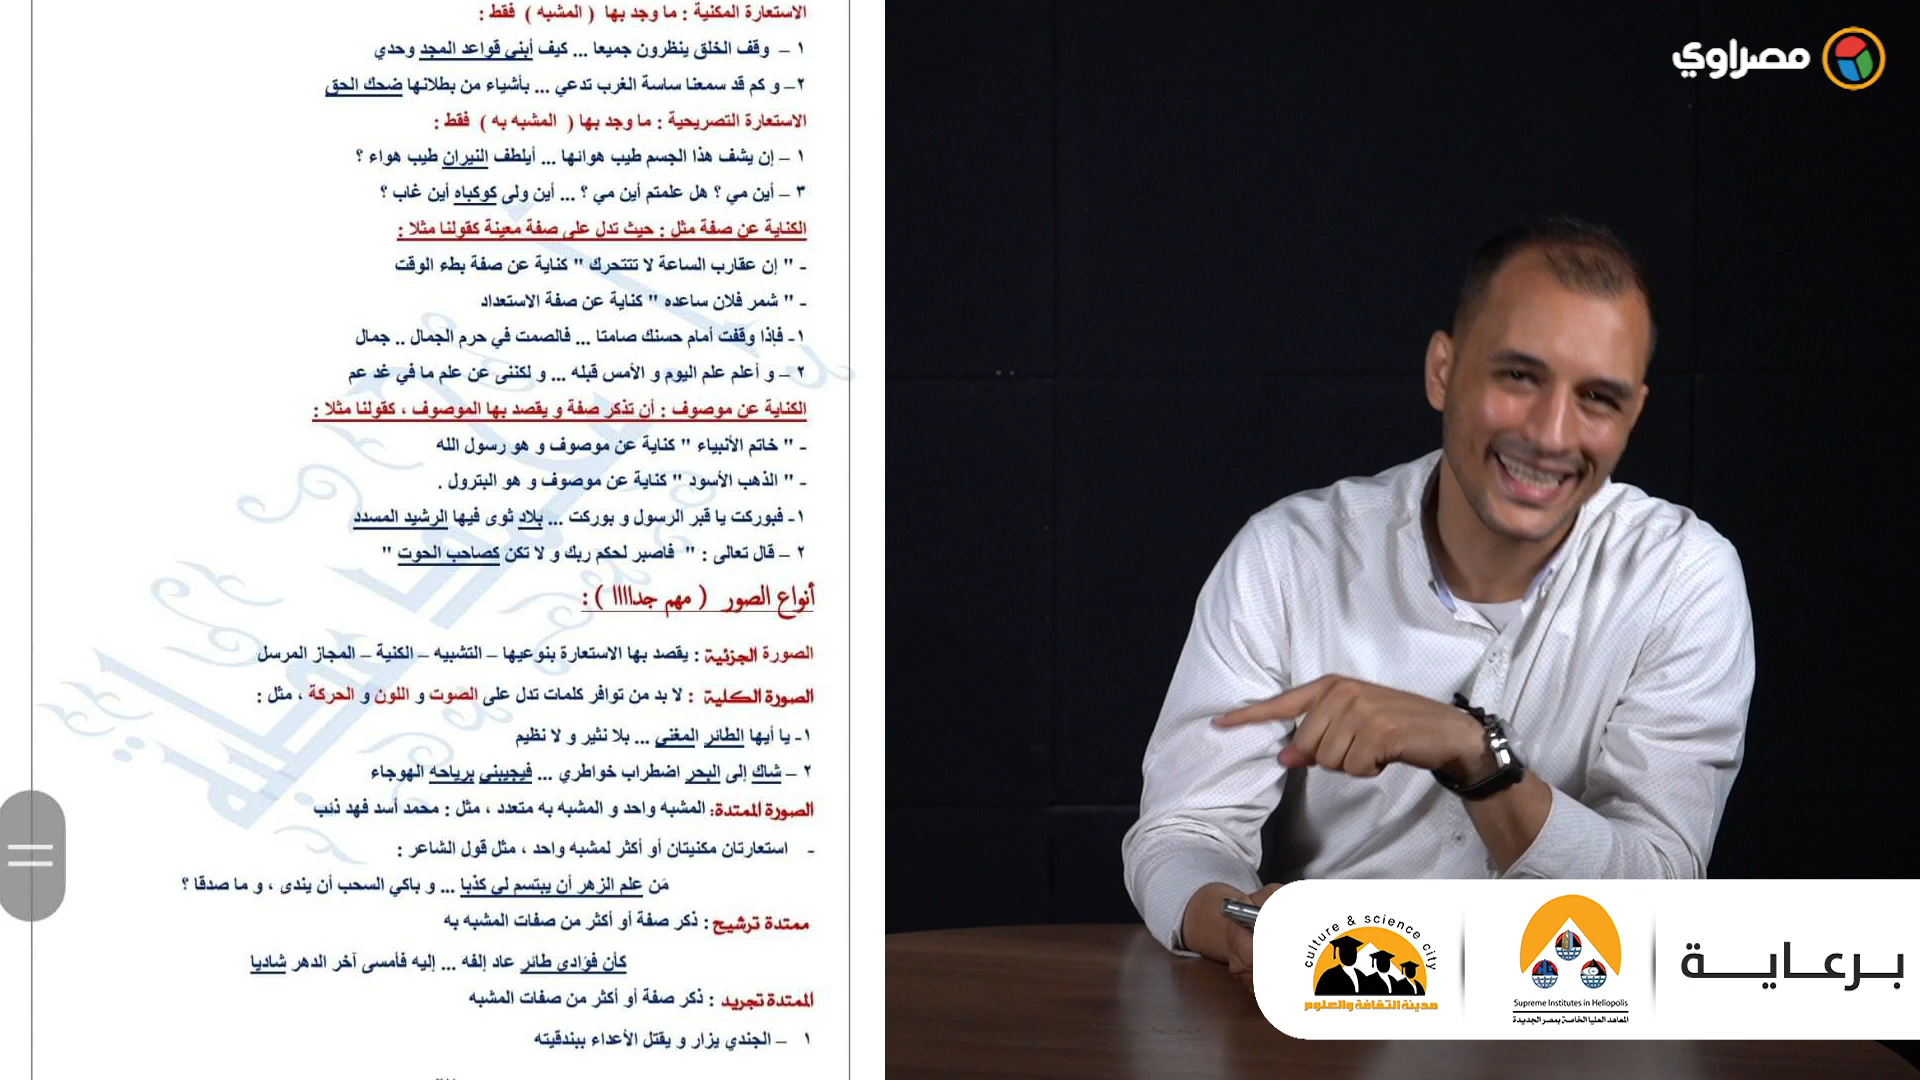 الاستعارة المكنية : ما وجد بها ( المشبه ) فقط :
١ – وقف الخلق ينظرون جميعا ... كيف أبني قواعد المجد وحدي
٢– و كم قد سمعنا ساسة الغرب تدعي ... بأشياء من بطلانها ضحك الحق
الاستعارة التصريحية : ما وجد بها ( المشبه به ) فقط :
١ – إن يشف هذا الجسم طيب هوائها ... أيلطف النيران طيب هواء ؟
٣ – أين مي ؟ هل علمتم أين مي ؟ ... أين ولى كوكباه أين غاب ؟
الكناية عن صفة مثل : حيث تدل على صفة معينة كقولنا مثلا :
- " إن عقارب الساعة لا تتتحرك " كناية عن صفة بطء الوقت
- " شمر فلان ساعده " كناية عن صفة الاستعداد
١- فإذا وقفت أمام حسنك صامتا ... فالصمت في حرم الجمال .. جمال
٢ – و أعلم علم اليوم و الأمس قبله ... و لكننى عن علم ما في غد عم
الكناية عن موصوف : أن تذكر صفة و يقصد بها الموصوف ، كقولنا مثلا :
- " خاتم الأنبياء " كناية عن موصوف و هو رسول الله
- " الذهب الأسود " كناية عن موصوف و هو البترول .
١- فبوركت يا قبر الرسول و بوركت ... بلاد ثوى فيها الرشيد المسدد
٢ – قال تعالى : " فاصبر لحكم ربك و لا تكن كصاحب الحوت "
أنواع الصور ( مهم جداااا ) :
الصورة الجزئية : يقصد بها الاستعارة بنوعيها – التشبيه – الكنية – المجاز المرسل
الصورة الكلية : لا بد من توافر كلمات تدل على الصوت و اللون و الحركة ، مثل :
١- يا أيها الطائر المغني ... بلا نثير و لا نظيم
٢ – شاك إلى البحر اضطراب خواطري ... فيجيبني برياحه الهوجاء
الصورة الممتدة: المشبه واحد و المشبه به متعدد ، مثل : محمد أسد فهد ذئب
- استعارتان مكنيتان أو أكثر لمشبه واحد ، مثل قول الشاعر :
مَن علم الزهر أن يبتسم لي كذبا ... و باكي السحب أن يندى ، و ما صدقا ؟
ممتدة ترشيح : ذكر صفة أو أكثر من صفات المشبه به
كأن فؤادي طائر عاد إلفه ... إليه فأمسى آخر الدهر شاديا
الممتدة تجريد : ذكر صفة أو أكثر من صفات المشبه
١ – الجندي يزار و يقتل الأعداء ببندقيته
مصراوي
برعاية
Supreme Institutes in Heliopolis
المعاهد العليا الخاصة بمصر الجديدة
culture & science city
مدينة الثقافة والعلوم